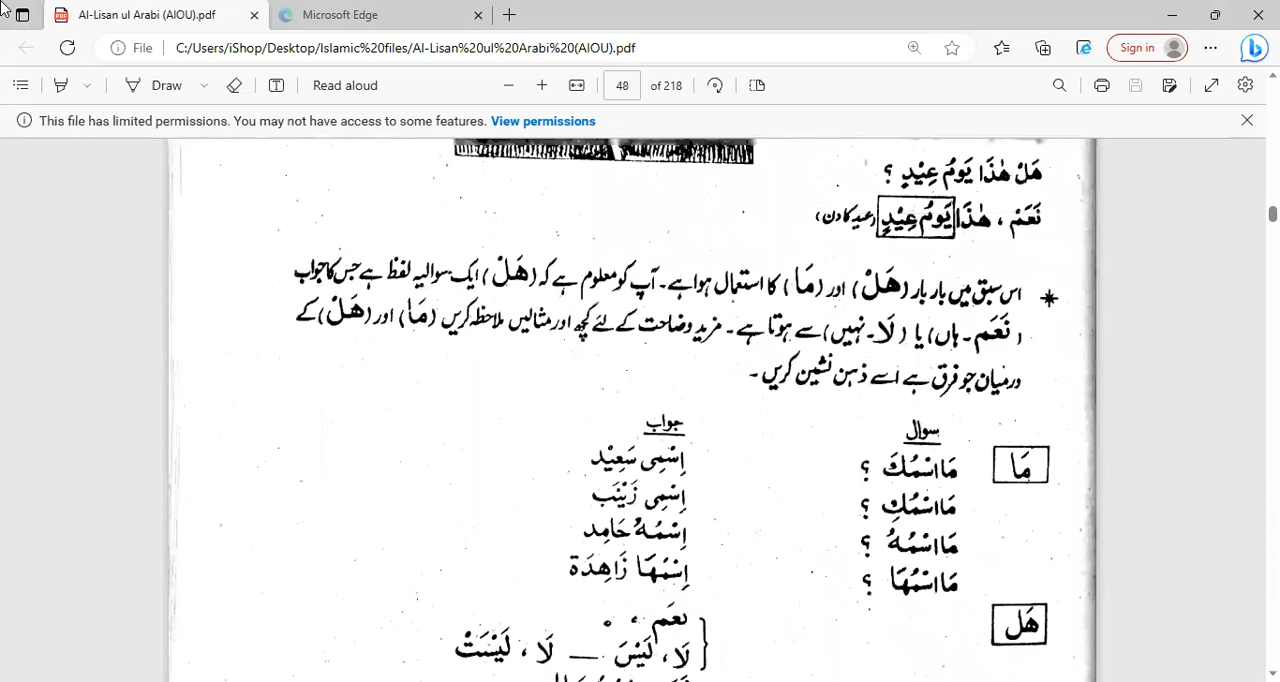 Al-Lisan ul Arabi (AIOU).pdf
Microsoft Edge
File C:/Users/iShop/Desktop/Islamic%20files/Al-Lisan%20ul%20Arabi%20(AIOU).pdf
Sign in
Draw
Read aloud
48 of 218
This file has limited permissions. You may not have access to some features. View permissions
هَلْ هٰذَا يَومُ عِيْدٍ ؟
نَعَمْ ، هٰذَا يَومُ عِيْدٍ (عید کا دن)
* اس سبق میں بار بار (هَلْ) اور (مَا) کا استعمال ہوا ہے۔ آپ کو معلوم ہے کہ (هَلْ) ایک سوالیہ لفظ ہے جس کا جواب
(نَعَم ۔ ہاں) یا (لَا ۔ نہیں) سے ہوتا ہے ۔ مزید وضاحت کے لئے کچھ اور مثالیں ملاحظہ کریں (مَا) اور (هَلْ) کے
درمیان جو فرق ہے اسے ذہن نشین کریں ۔
سوال جواب
مَا مَا اسْمُكَ ؟ اِسْمِى سَعِيْد
مَا اسْمُكِ ؟ اِسْمِى زَيْنَب
مَا اسْمُهُ ؟ اِسْمُهُ حَامِد
مَا اسْمُهَا ؟ اِسْمُهَا زَاهِدَة
هَل نعَم ، .
لَا، لَيْسَ — لَا ، لَيْسَتْ